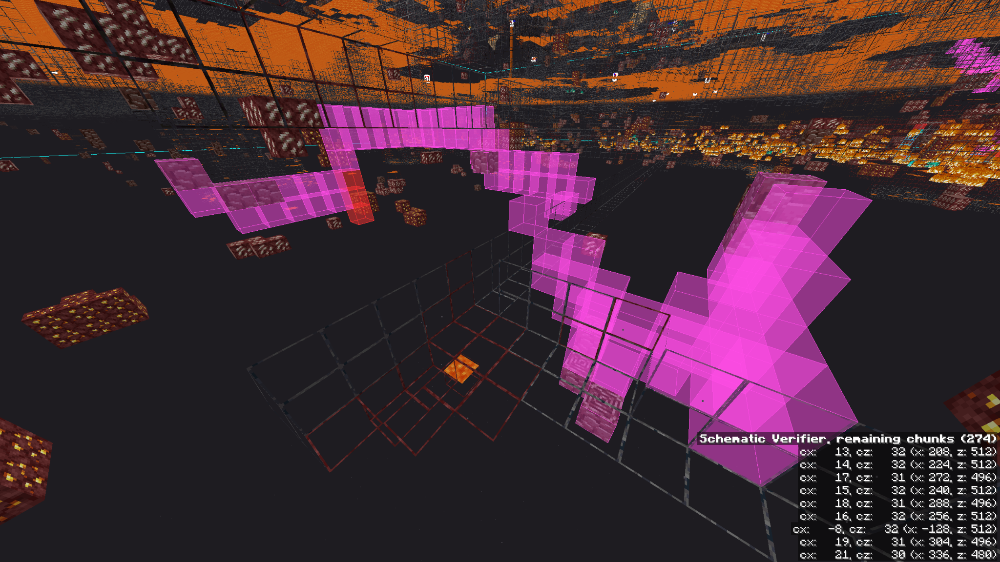 Schematic Verifier, remaining chunks (274)
cx: 13, cz: 32 (x: 208, z: 512)
cx: 14, cz: 32 (x: 224, z: 512)
cx: 17, cz: 31 (x: 272, z: 496)
cx: 15, cz: 32 (x: 240, z: 512)
cx: 18, cz: 31 (x: 288, z: 496)
cx: 16, cz: 32 (x: 256, z: 512)
cx: -8, cz: 32 (x: -128, z: 512)
cx: 19, cz: 31 (x: 304, z: 496)
cx: 21, cz: 30 (x: 336, z: 480)